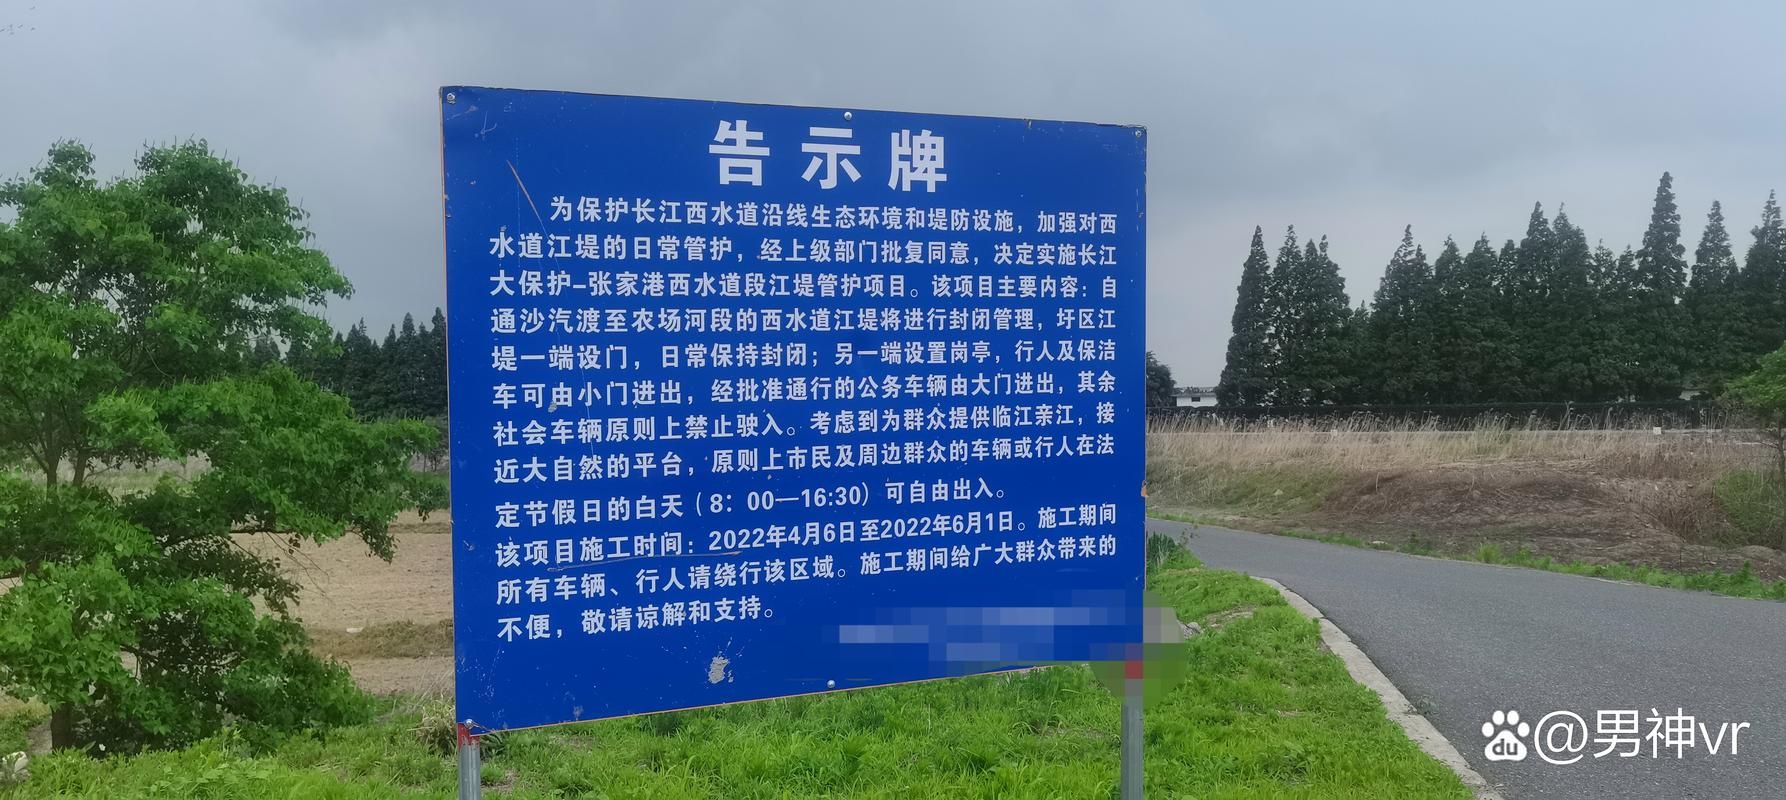 告示牌
为保护长江西水道沿线生态环境和堤防设施，加强对西
水道江堤的日常管护，经上级部门批复同意，决定实施长江
大保护-张家港西水道段江堤管护项目。该项目主要内容：自
通沙汽渡至农场河段的西水道江堤将进行封闭管理，圩区江
堤一端设门，日常保持封闭；另一端设置岗亭，行人及保洁
车可由小门进出，经批准通行的公务车辆由大门进出，其余
社会车辆原则上禁止驶入。考虑到为群众提供临江亲江，接
近大自然的平台，原则上市民及周边群众的车辆或行人在法
定节假日的白天（8：00—16:30）可自由出入。
该项目施工时间：2022年4月6日至2022年6月1日。施工期间
所有车辆、行人请绕行该区域。施工期间给广大群众带来的
不便，敬请谅解和支持。
du @男神vr